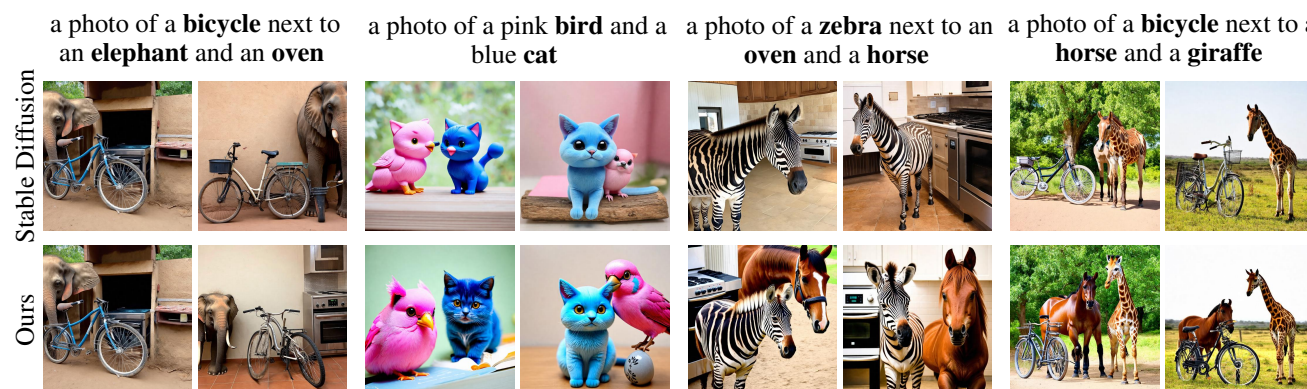 a photo of a bicycle next to
an elephant and an oven
a photo of a pink bird and a
blue cat
a photo of a zebra next to an
oven and a horse
a photo of a bicycle next to a
horse and a giraffe
Stable Diffusion
Ours